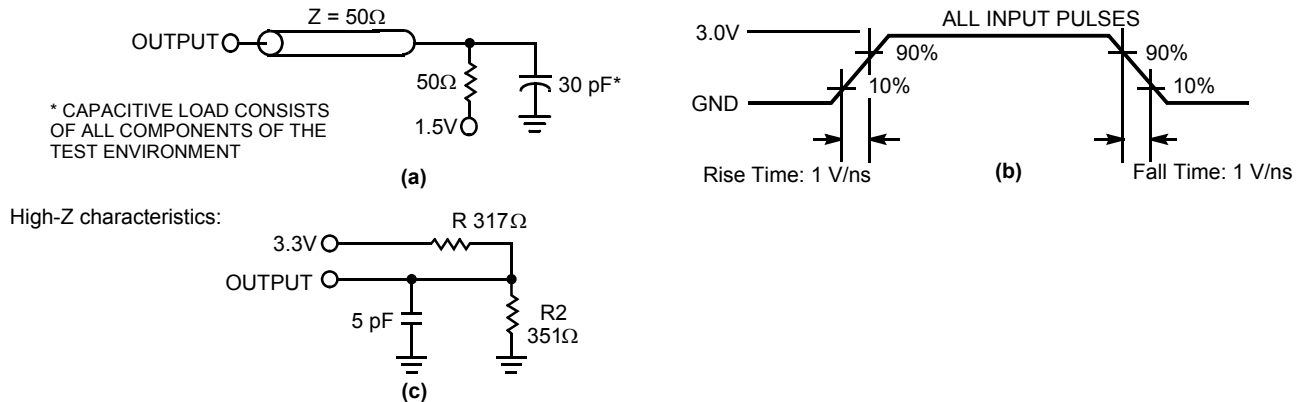 Z = 50Ω
OUTPUT
50Ω
30 pF*
1.5V
* CAPACITIVE LOAD CONSISTS
OF ALL COMPONENTS OF THE
TEST ENVIRONMENT
(a)
ALL INPUT PULSES
3.0V
90%
90%
10%
10%
GND
Rise Time: 1 V/ns
(b)
Fall Time: 1 V/ns
High-Z characteristics:
R 317Ω
3.3V
OUTPUT
5 pF
R2
351Ω
(c)